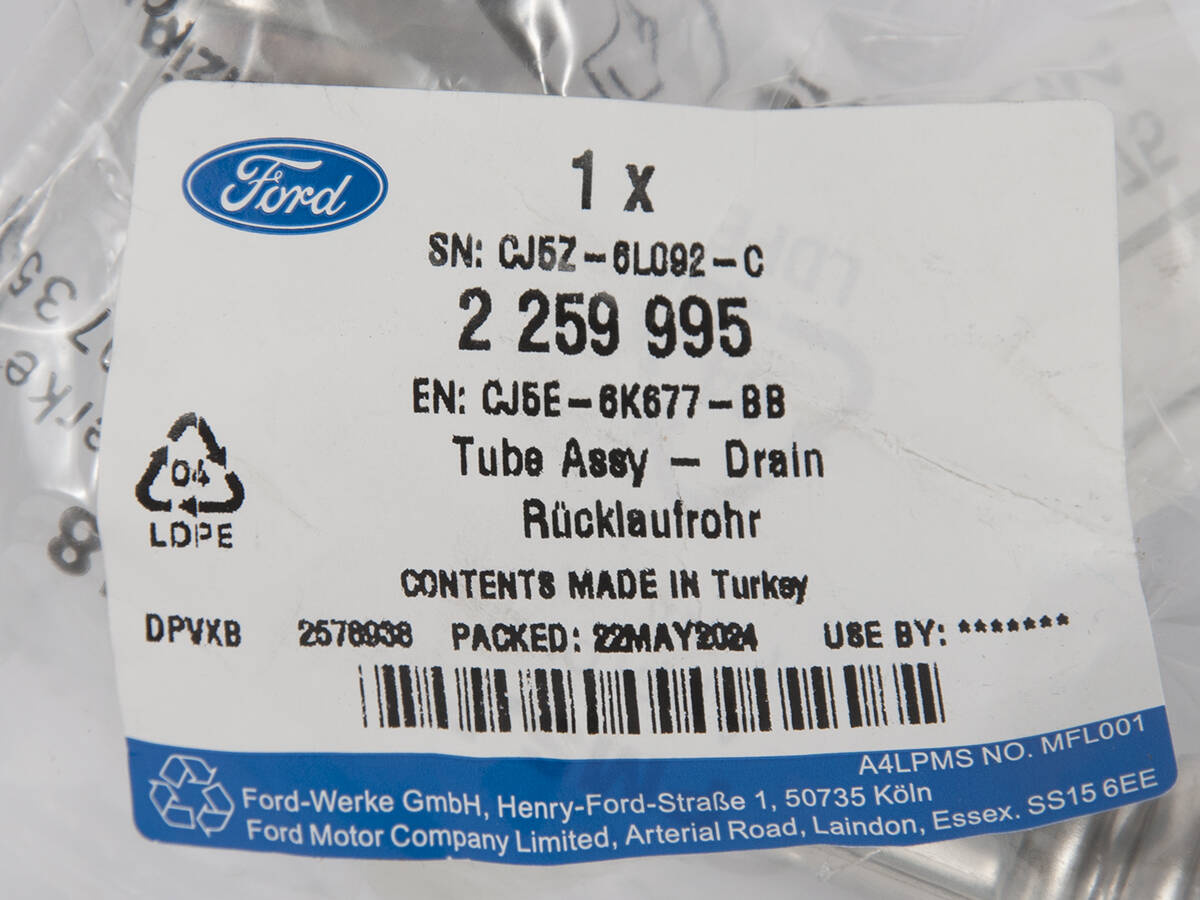 Ford
1 x
SN: CJ5Z-6L092-C
2 259 995
EN: CJ5E-6K677-BB
Tube Assy - Drain
Rücklaufrohr
04
LDPE
CONTENTS MADE IN Turkey
DPVXB 2578938 PACKED: 22MAY2024 USE BY: *******
A4LPMS NO. MFL001
Ford-Werke GmbH, Henry-Ford-Straße 1, 50735 Köln
Ford Motor Company Limited, Arterial Road, Laindon, Essex. SS15 6EE